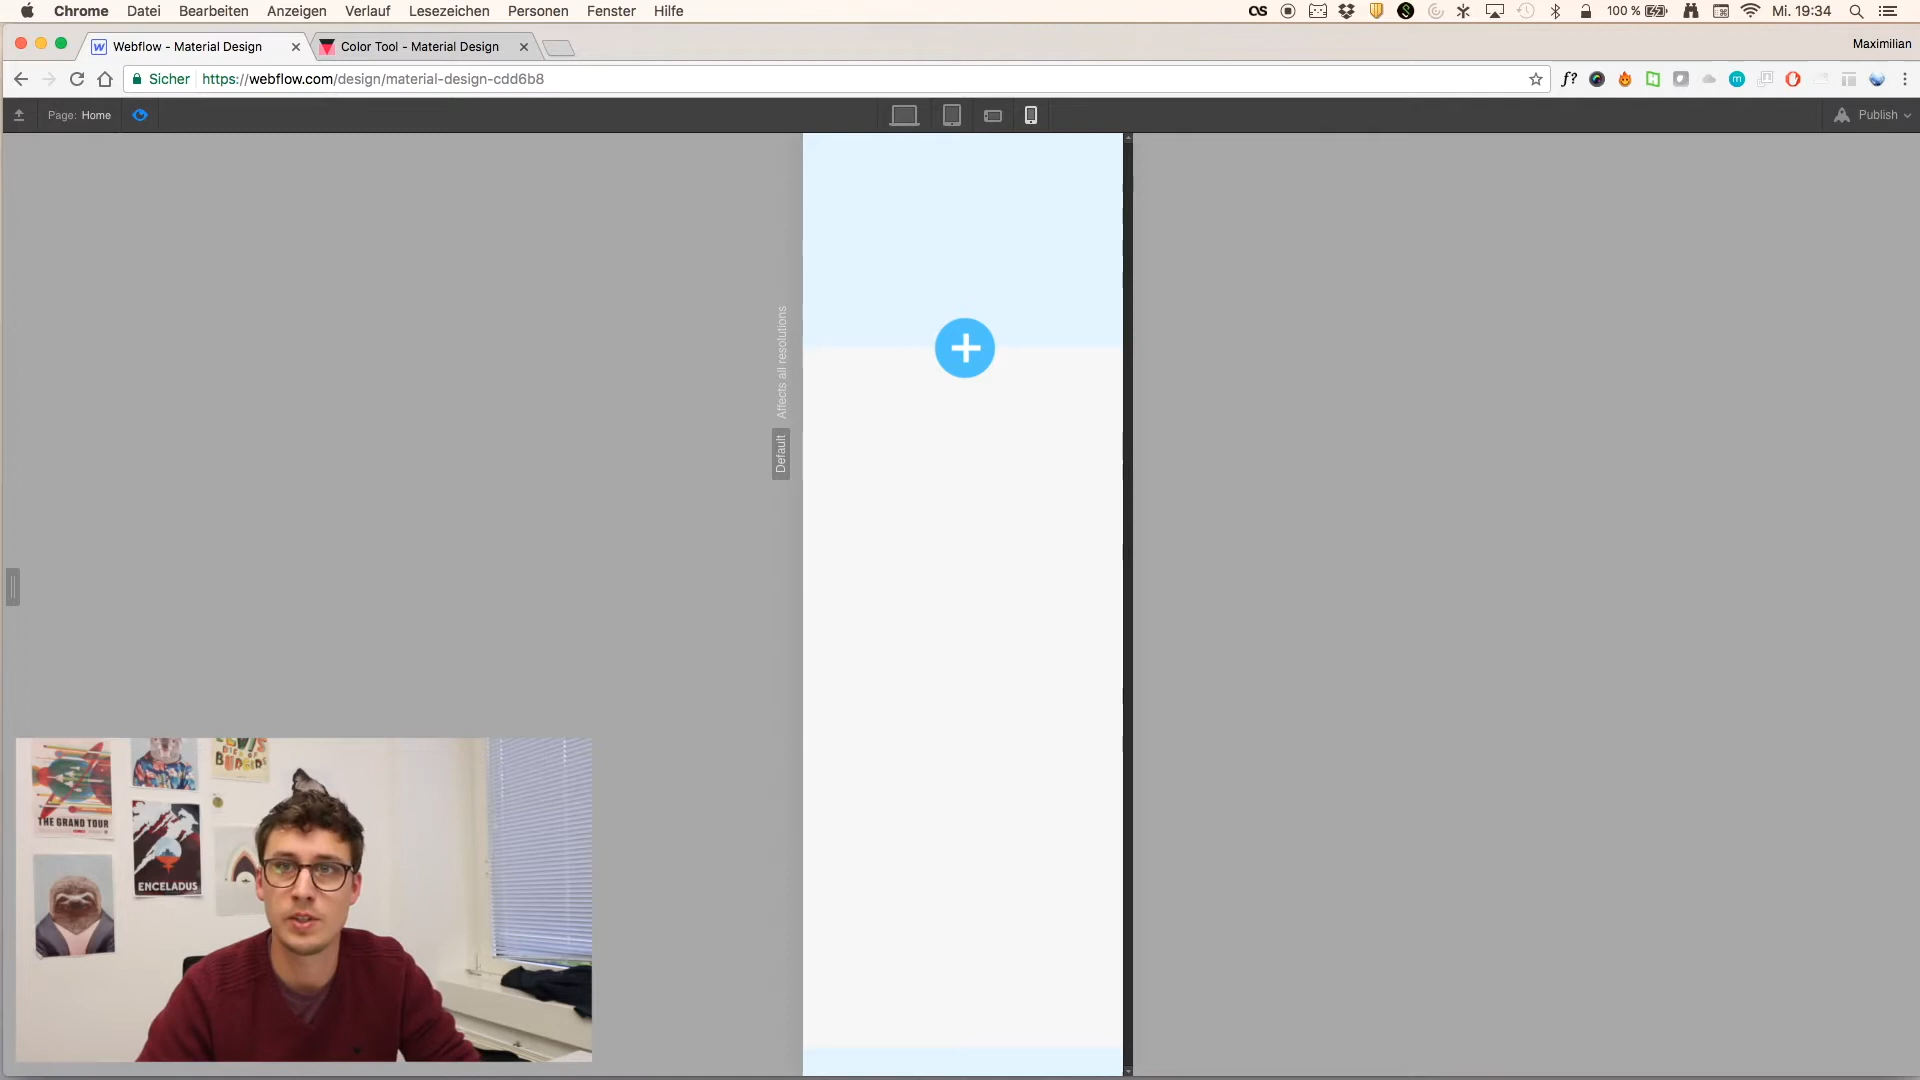 Chrome Datei Bearbeiten Anzeigen Verlauf Lesezeichen Personen Fenster Hilfe 100 % Mi. 19:34
Webflow - Material Design
Color Tool - Material Design
Maximilian
Sicher https://webflow.com/design/material-design-cdd6b8
Page: Home
Publish
Affects all resolutions
Default
THE GRAND TOUR
BURGERS
ENCELADUS